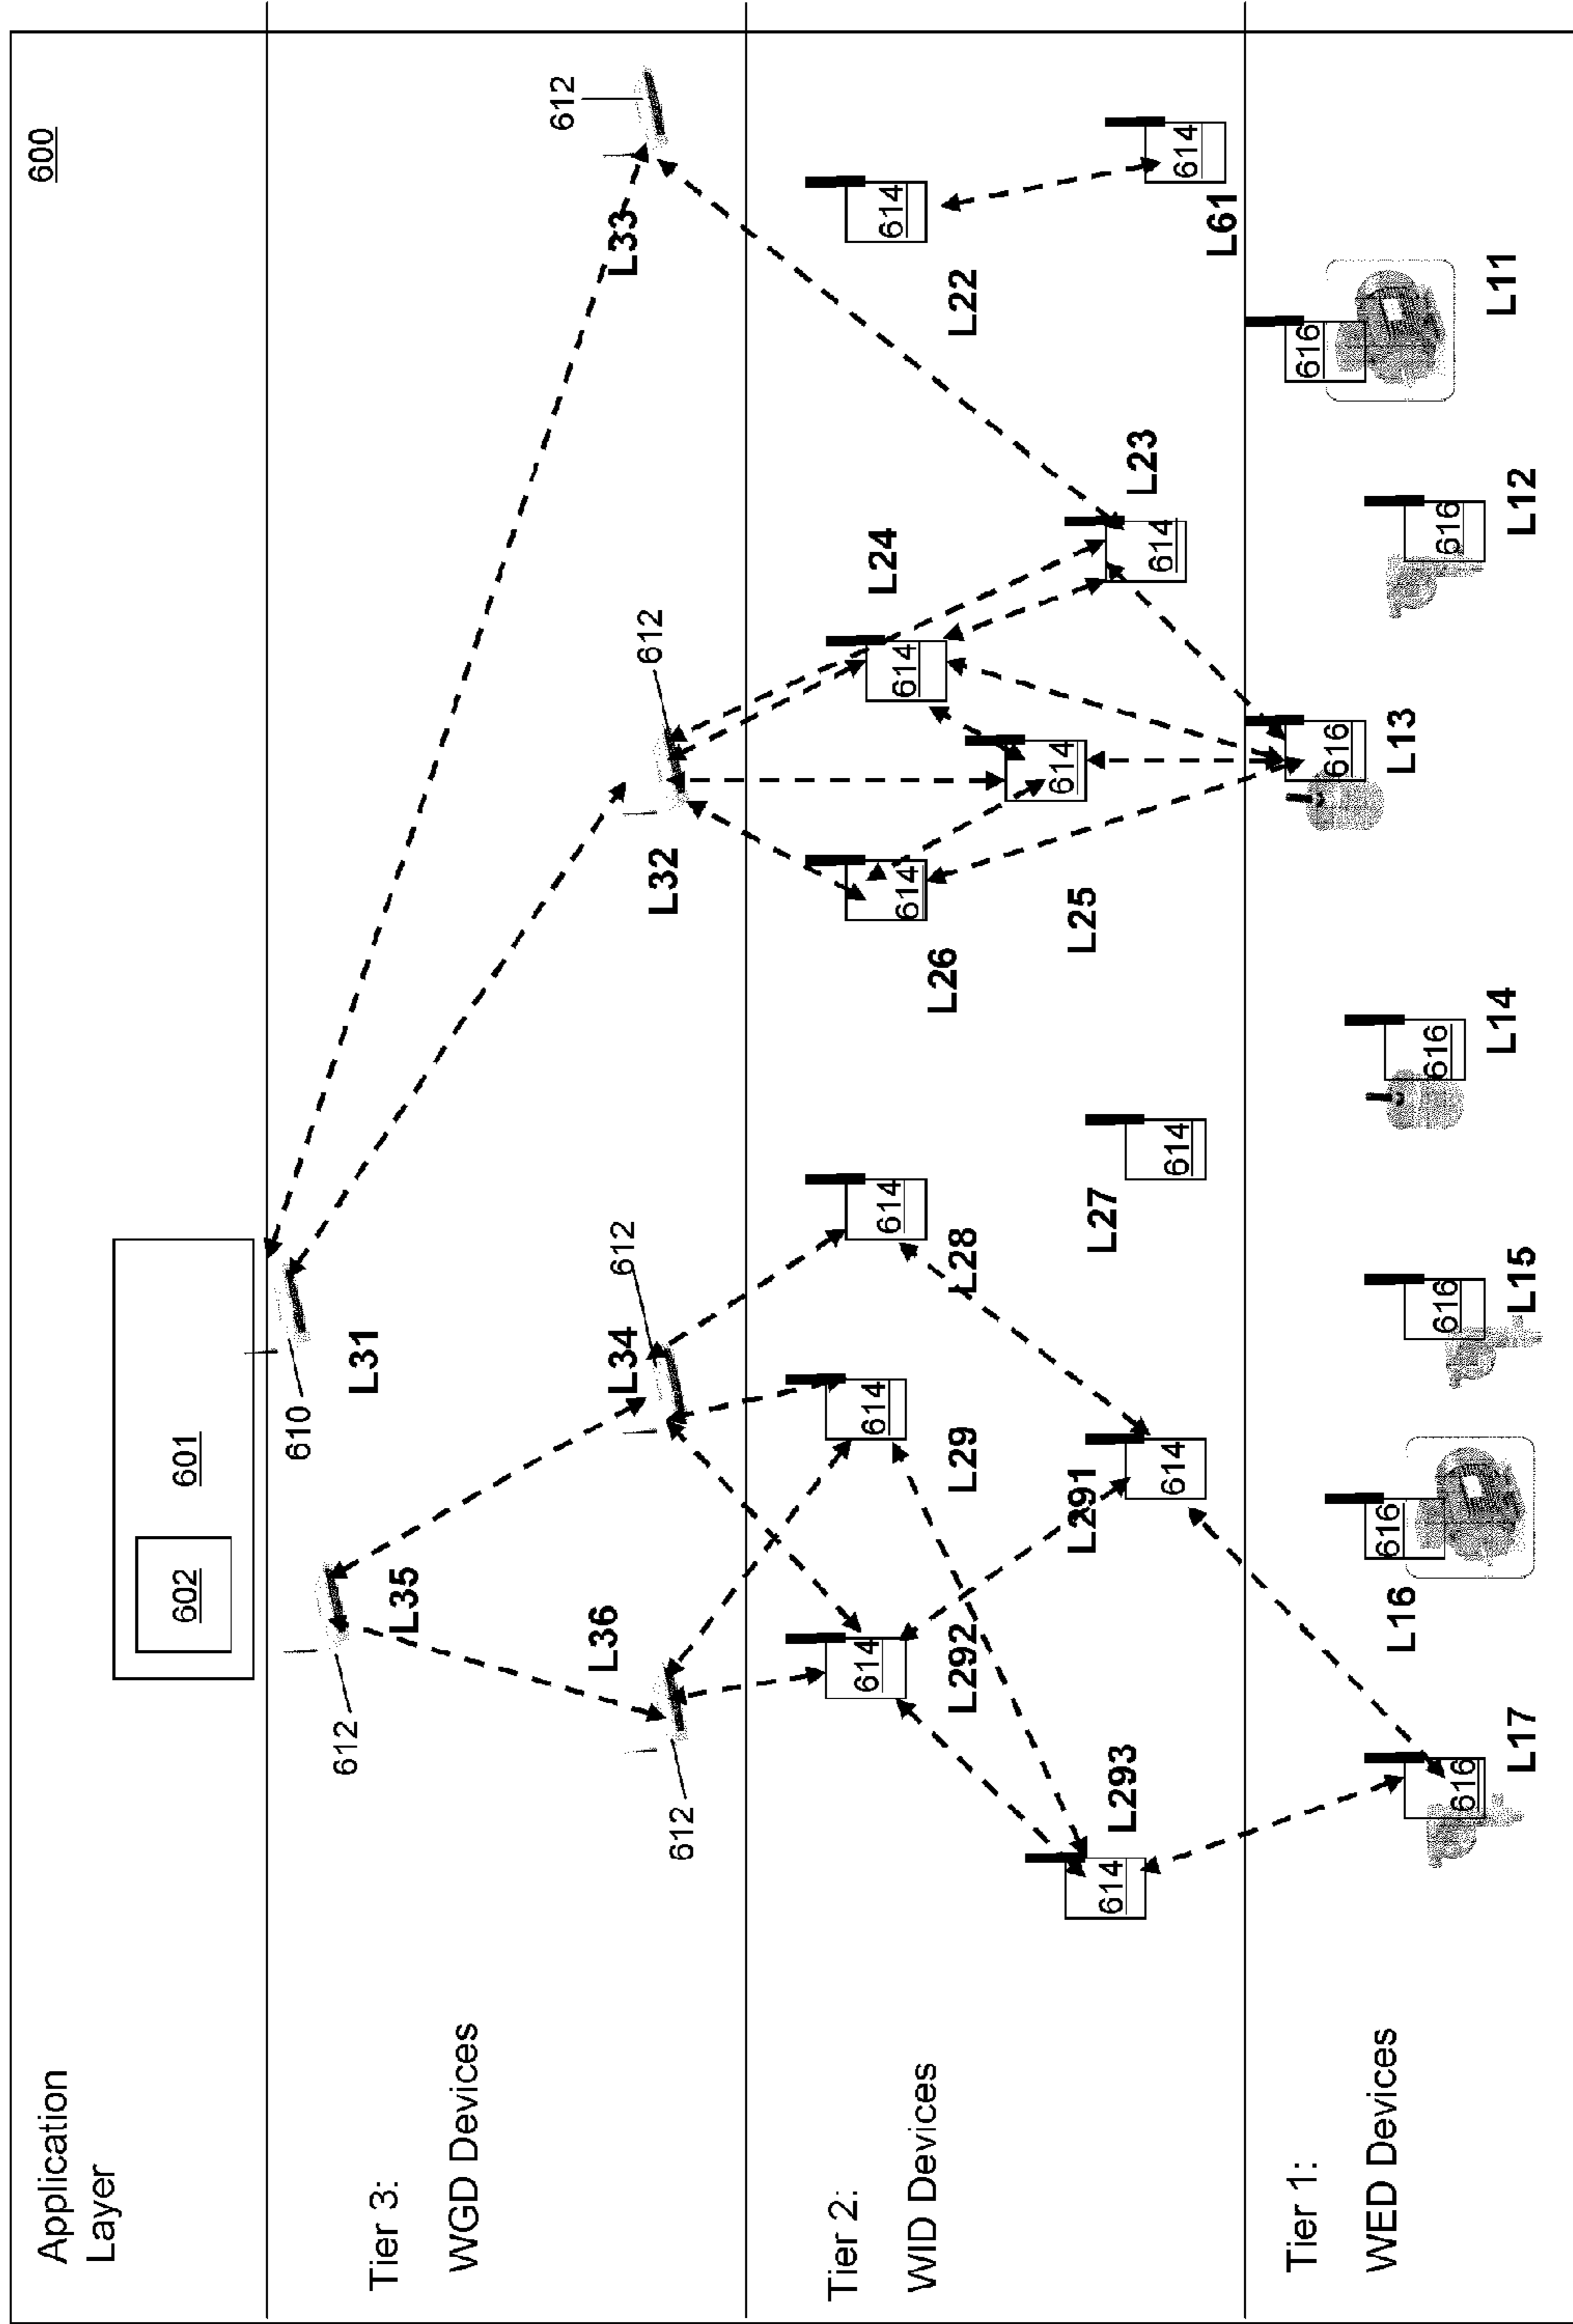 600
Application
Layer
601
602
Tier 3:
WGD Devices
610
L31
612
L35
612
L36
612
L34
612
L32
612
L33
Tier 2:
WID Devices
614
L293
614
L292
614
L29
614
L291
614
L28
614
L27
614
L26
614
L25
614
L24
614
L23
614
L22
614
L61
Tier 1:
WED Devices
616
L17
616
L16
616
L15
616
L14
616
L13
616
L12
616
L11